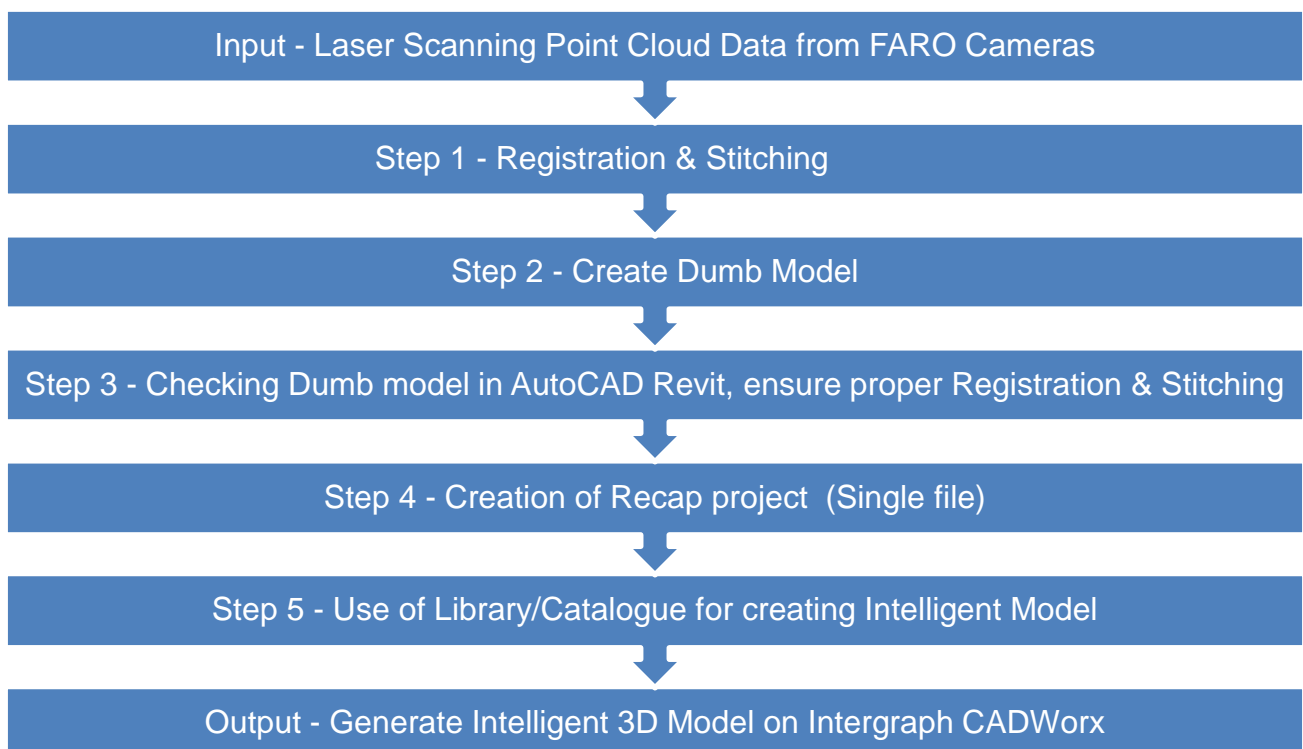 Input - Laser Scanning Point Cloud Data from FARO Cameras
Step 1 - Registration & Stitching
Step 2 - Create Dumb Model
Step 3 - Checking Dumb model in AutoCAD Revit, ensure proper Registration & Stitching
Step 4 - Creation of Recap project (Single file)
Step 5 - Use of Library/Catalogue for creating Intelligent Model
Output - Generate Intelligent 3D Model on Intergraph CADWorx